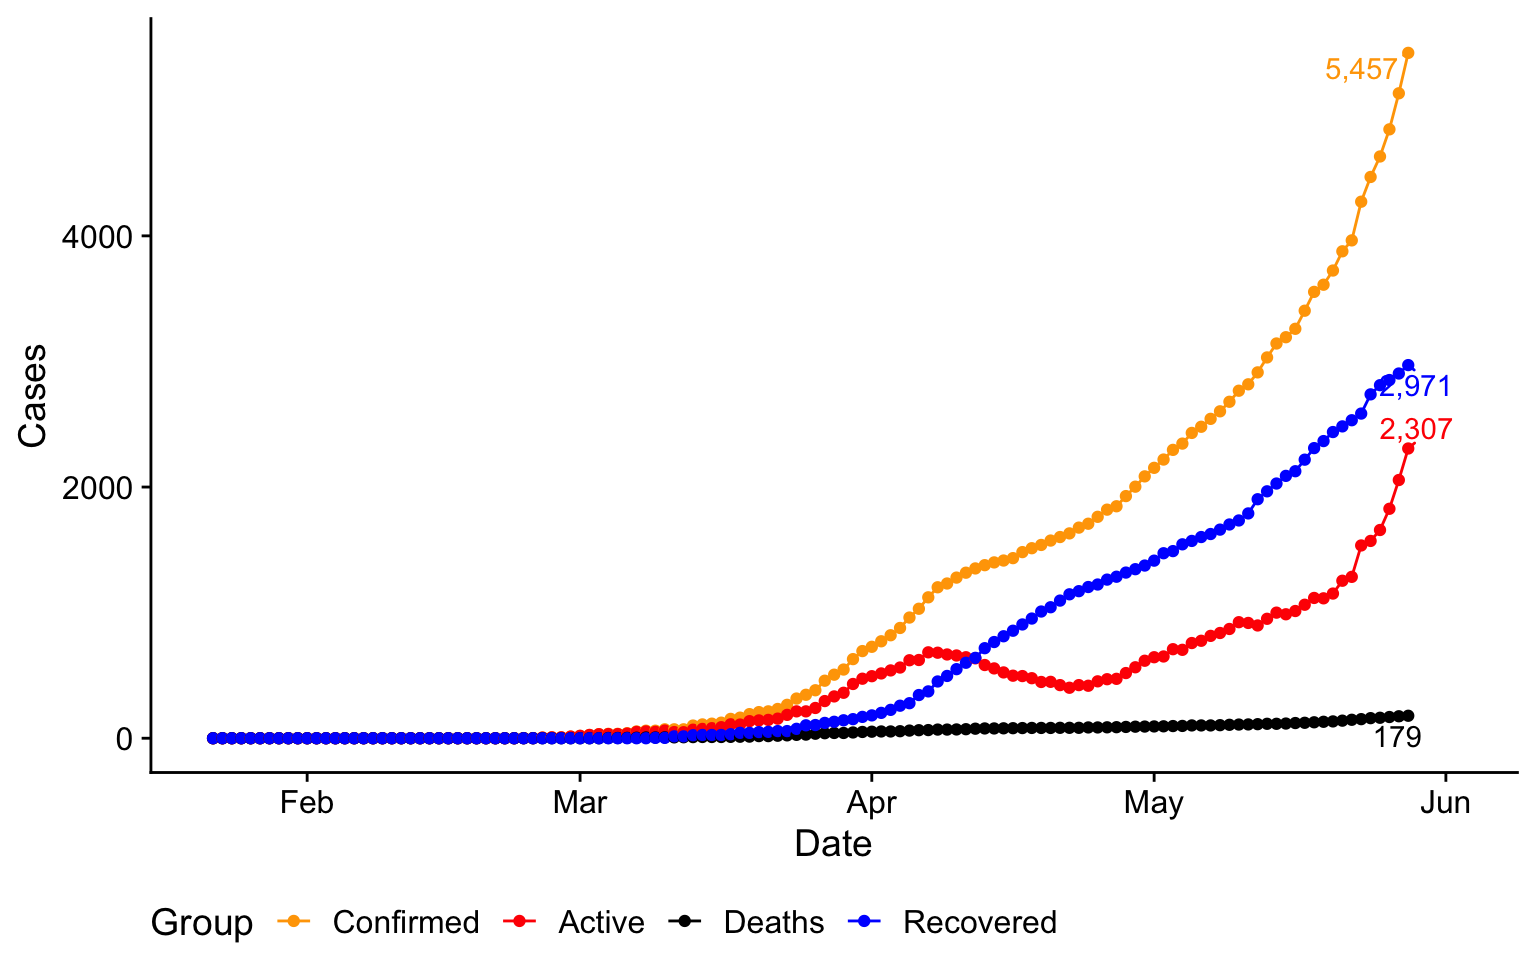 5,457
4000
2,971
2,307
2000
0
179
Feb Mar Apr May Jun
Date
Cases
Group Confirmed Active Deaths Recovered